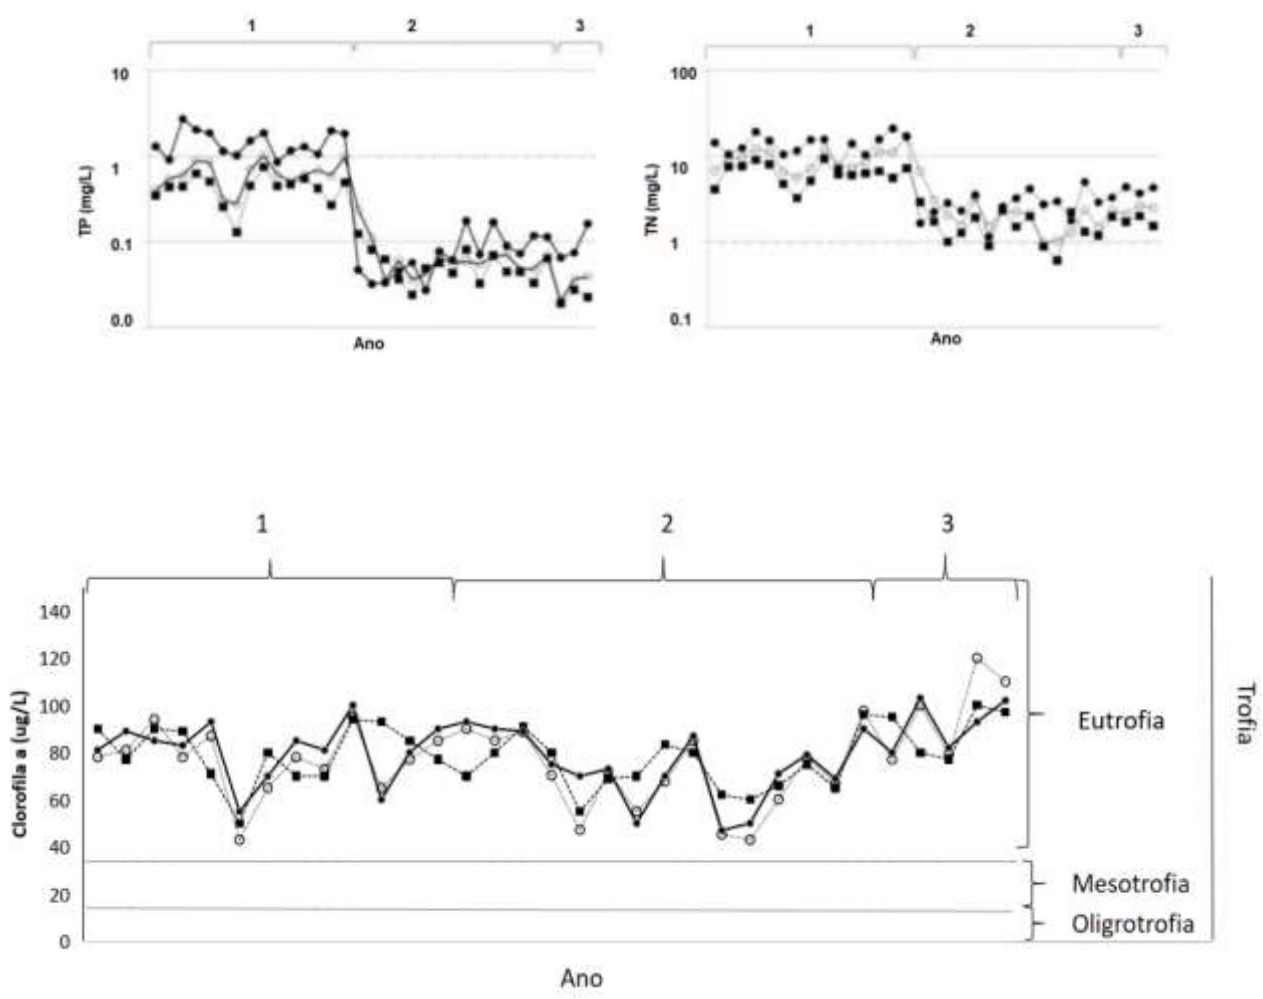 1 2 3
10
1
0.1
0.0
TP (mg/L)
Ano
1 2 3
100
10
1
0.1
TN (mg/L)
Ano
1 2 3
140
120
100
80
60
40
20
0
Clorofila a (ug/L)
Ano
Eutrofia
Mesotrofia
Oligrotrofia
Trofia